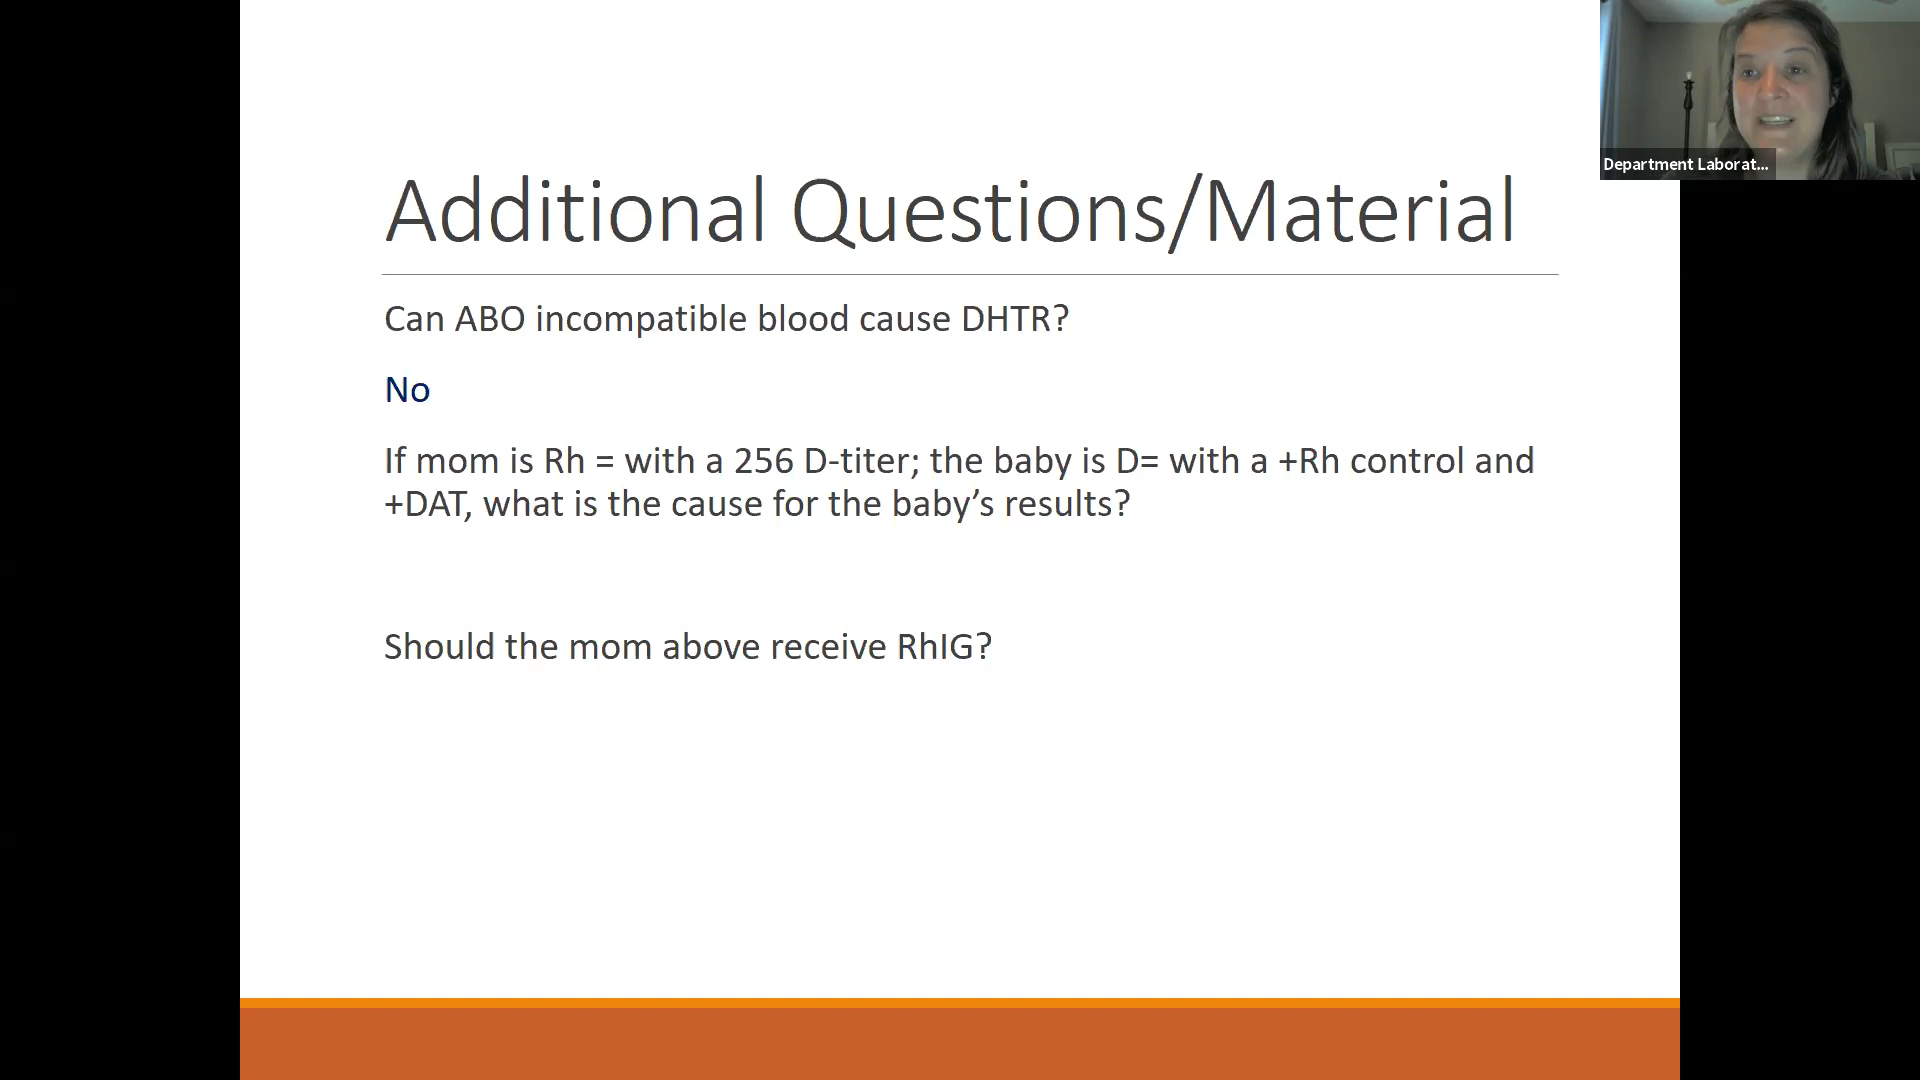 Department Laborat...
Additional Questions/Material
Can ABO incompatible blood cause DHTR?
No
If mom is Rh = with a 256 D-titer; the baby is D= with a +Rh control and
+DAT, what is the cause for the baby’s results?
Should the mom above receive RhIG?